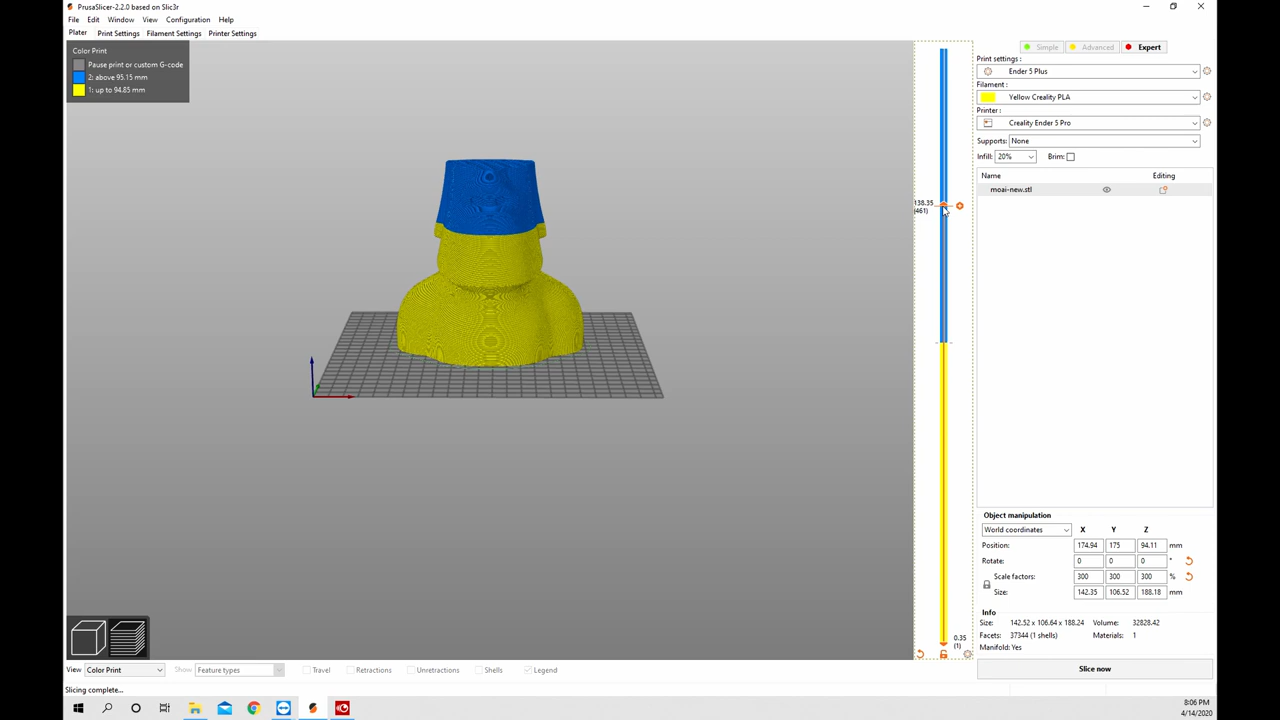 PrusaSlicer-2.2.0 based on Slic3r
File Edit Window View Configuration Help
Plater Print Settings Filament Settings Printer Settings
Color Print
Pause print or custom G-code
2: above 95.15 mm
1: up to 94.85 mm
138.35
(461)
0.35
(1)
Simple Advanced Expert
Print settings :
Ender 5 Plus
Filament :
Yellow Creality PLA
Printer :
Creality Ender 5 Pro
Supports: None
Infill: 20% Brim:
Name Editing
moai-new.stl
Object manipulation
World coordinates X Y Z
Position: 174.94 175 94.11 mm
Rotate: 0 0 0 °
Scale factors: 300 300 300 %
Size: 142.35 106.52 188.18 mm
Info
Size: 142.52 x 106.64 x 188.24 Volume: 32828.42
Facets: 37344 (1 shells) Materials: 1
Manifold: Yes
Slice now
View Color Print Show Feature types Travel Retractions Unretractions Shells Legend
Slicing complete...
8:06 PM
4/14/2020